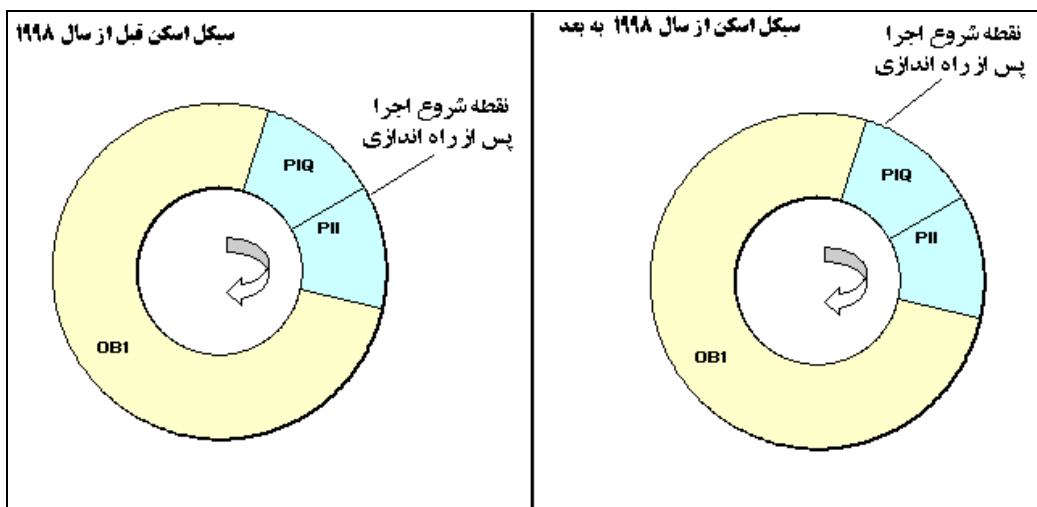 سیکل اسکن قبل از سال ۱۹۹۸
نقطه شروع اجرا
پس از راه اندازی
PIQ
PII
OB1
سیکل اسکن از سال ۱۹۹۸ به بعد
نقطه شروع اجرا
پس از راه اندازی
PIQ
PII
OB1